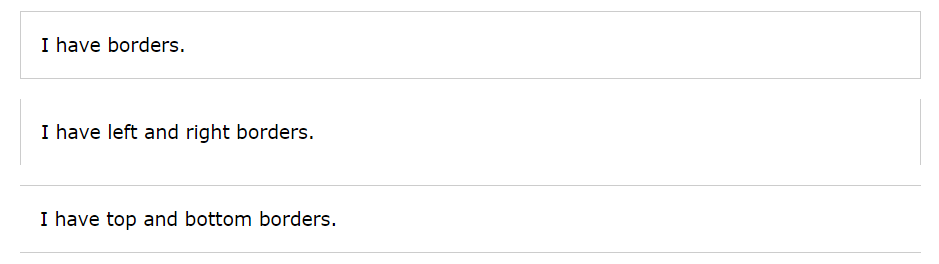 I have borders.
I have left and right borders.
I have top and bottom borders.